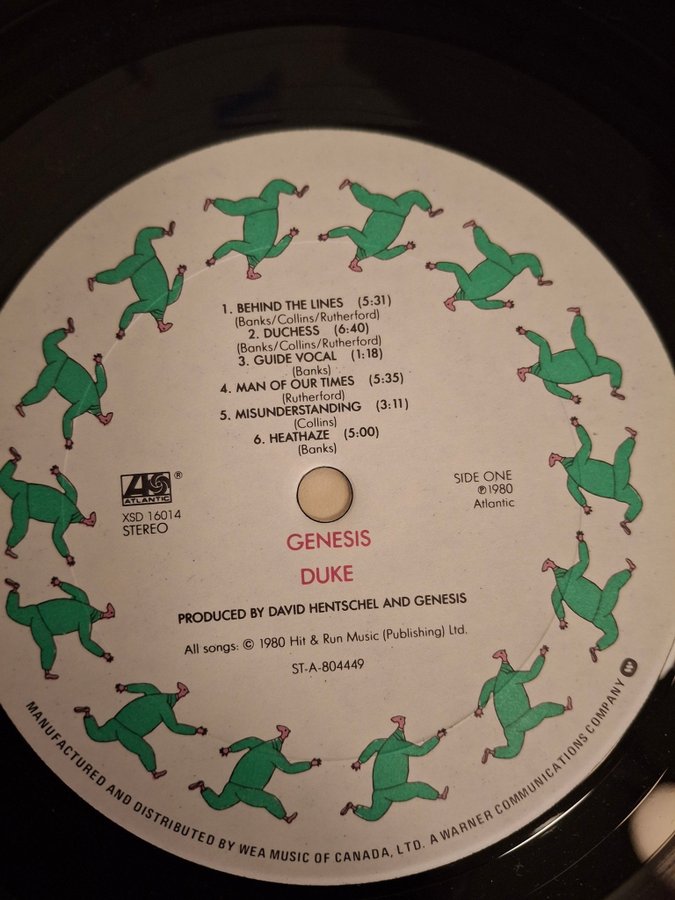 1. BEHIND THE LINES (5:31)
(Banks/Collins/Rutherford)
2. DUCHESS (6:40)
(Banks/Collins/Rutherford)
3. GUIDE VOCAL (1:18)
(Banks)
4. MAN OF OUR TIMES (5:35)
(Rutherford)
5. MISUNDERSTANDING (3:11)
(Collins)
6. HEATHAZE (5:00)
(Banks)
ATLANTIC ®
XSD 16014
STEREO
SIDE ONE
℗1980
Atlantic
GENESIS
DUKE
PRODUCED BY DAVID HENTSCHEL AND GENESIS
All songs: © 1980 Hit & Run Music (Publishing) Ltd.
ST-A-804449
MANUFACTURED AND DISTRIBUTED BY WEA MUSIC OF CANADA, LTD. A WARNER COMMUNICATIONS COMPANY